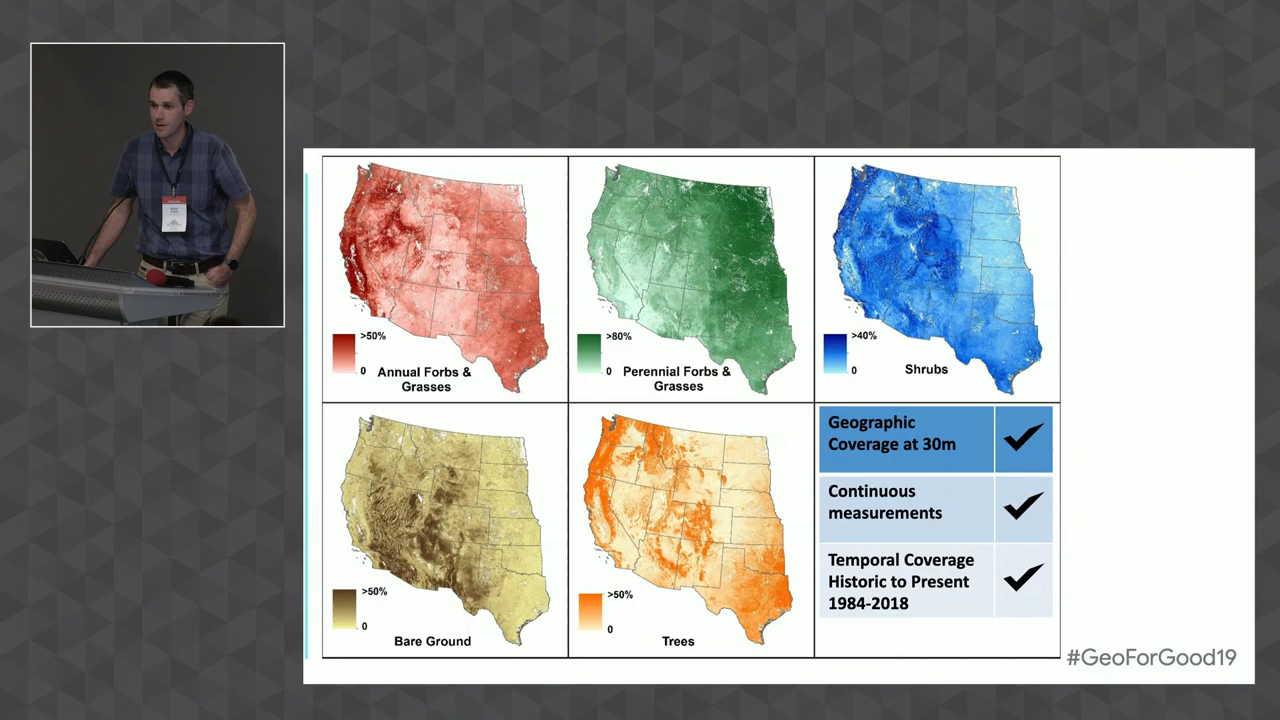 >50%
0
Annual Forbs &
Grasses
>80%
0
Perennial Forbs &
Grasses
>40%
0
Shrubs
>50%
0
Bare Ground
>50%
0
Trees
Geographic
Coverage at 30m
Continuous
measurements
Temporal Coverage
Historic to Present
1984-2018
#GeoForGood19